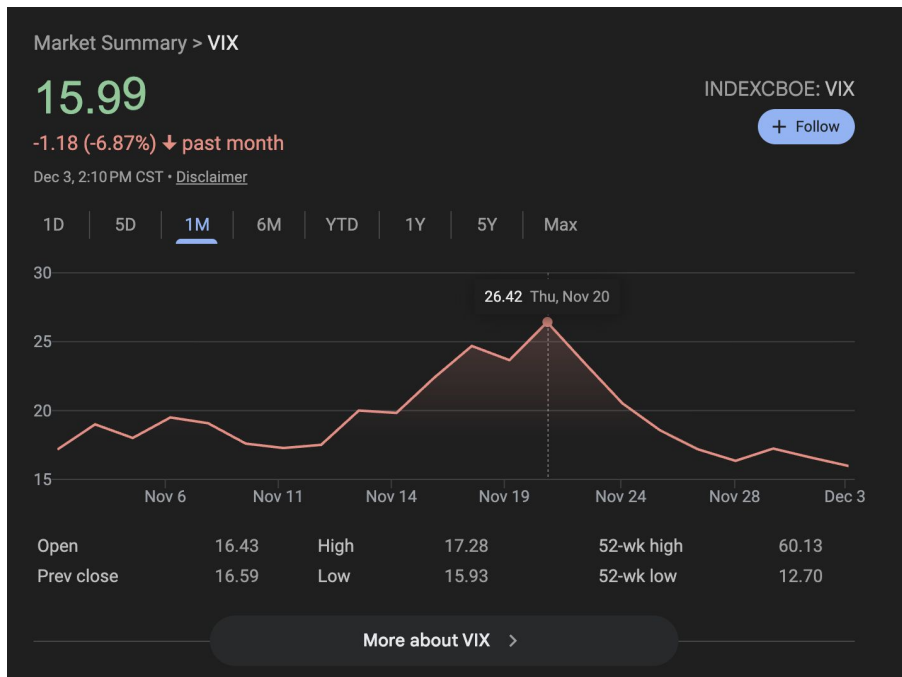 Market Summary > VIX
15.99
INDEXCBOE: VIX
+ Follow
-1.18 (-6.87%) ↓ past month
Dec 3, 2:10 PM CST • Disclaimer
1D 5D 1M 6M YTD 1Y 5Y Max
30
26.42 Thu, Nov 20
25
20
15
Nov 6 Nov 11 Nov 14 Nov 19 Nov 24 Nov 28 Dec 3
Open 16.43 High 17.28 52-wk high 60.13
Prev close 16.59 Low 15.93 52-wk low 12.70
More about VIX >